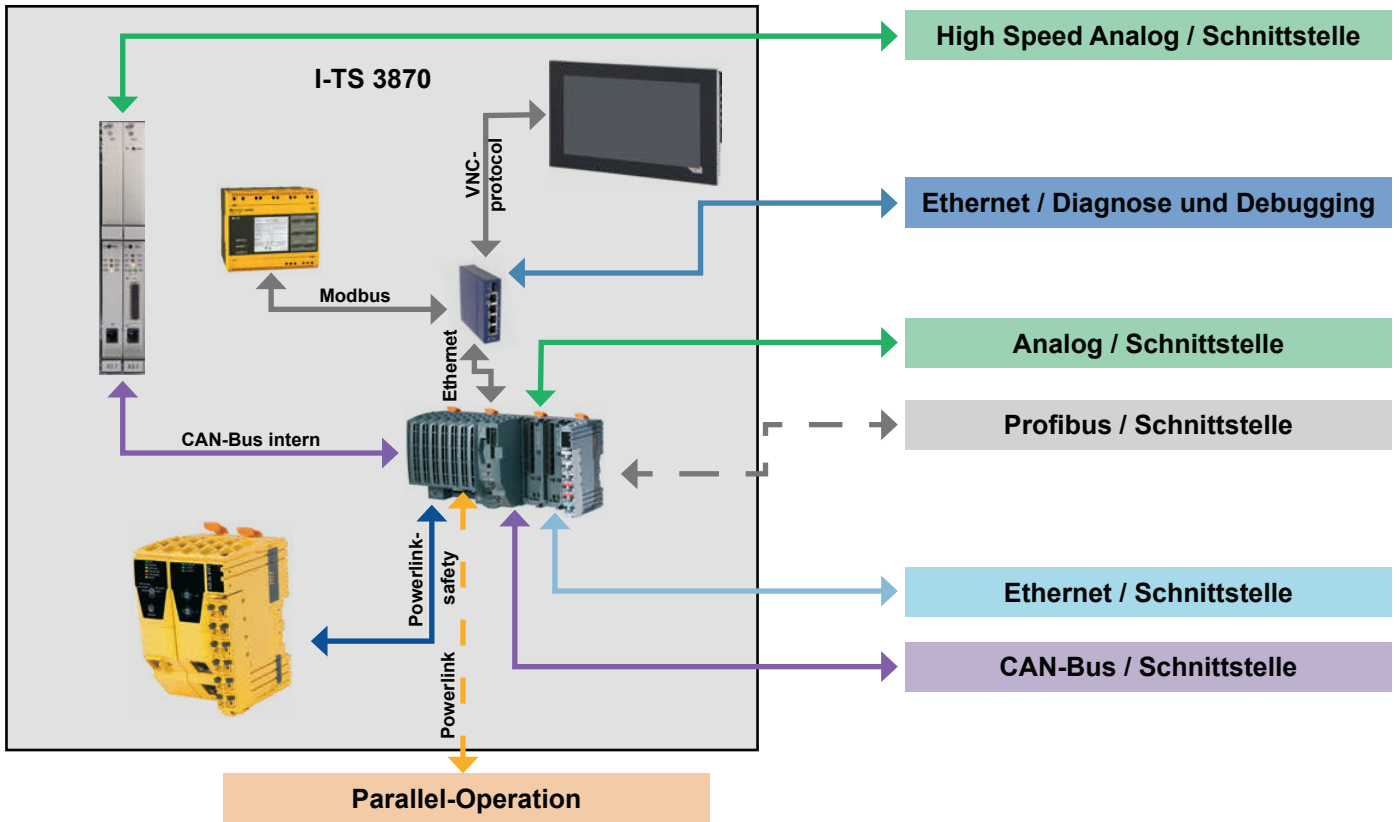 High Speed Analog / Schnittstelle
I-TS 3870
VNC-
protocol
Ethernet / Diagnose und Debugging
Modbus
Ethernet
Analog / Schnittstelle
CAN-Bus intern
Profibus / Schnittstelle
Powerlink-
safety
Ethernet / Schnittstelle
CAN-Bus / Schnittstelle
Powerlink
Parallel-Operation